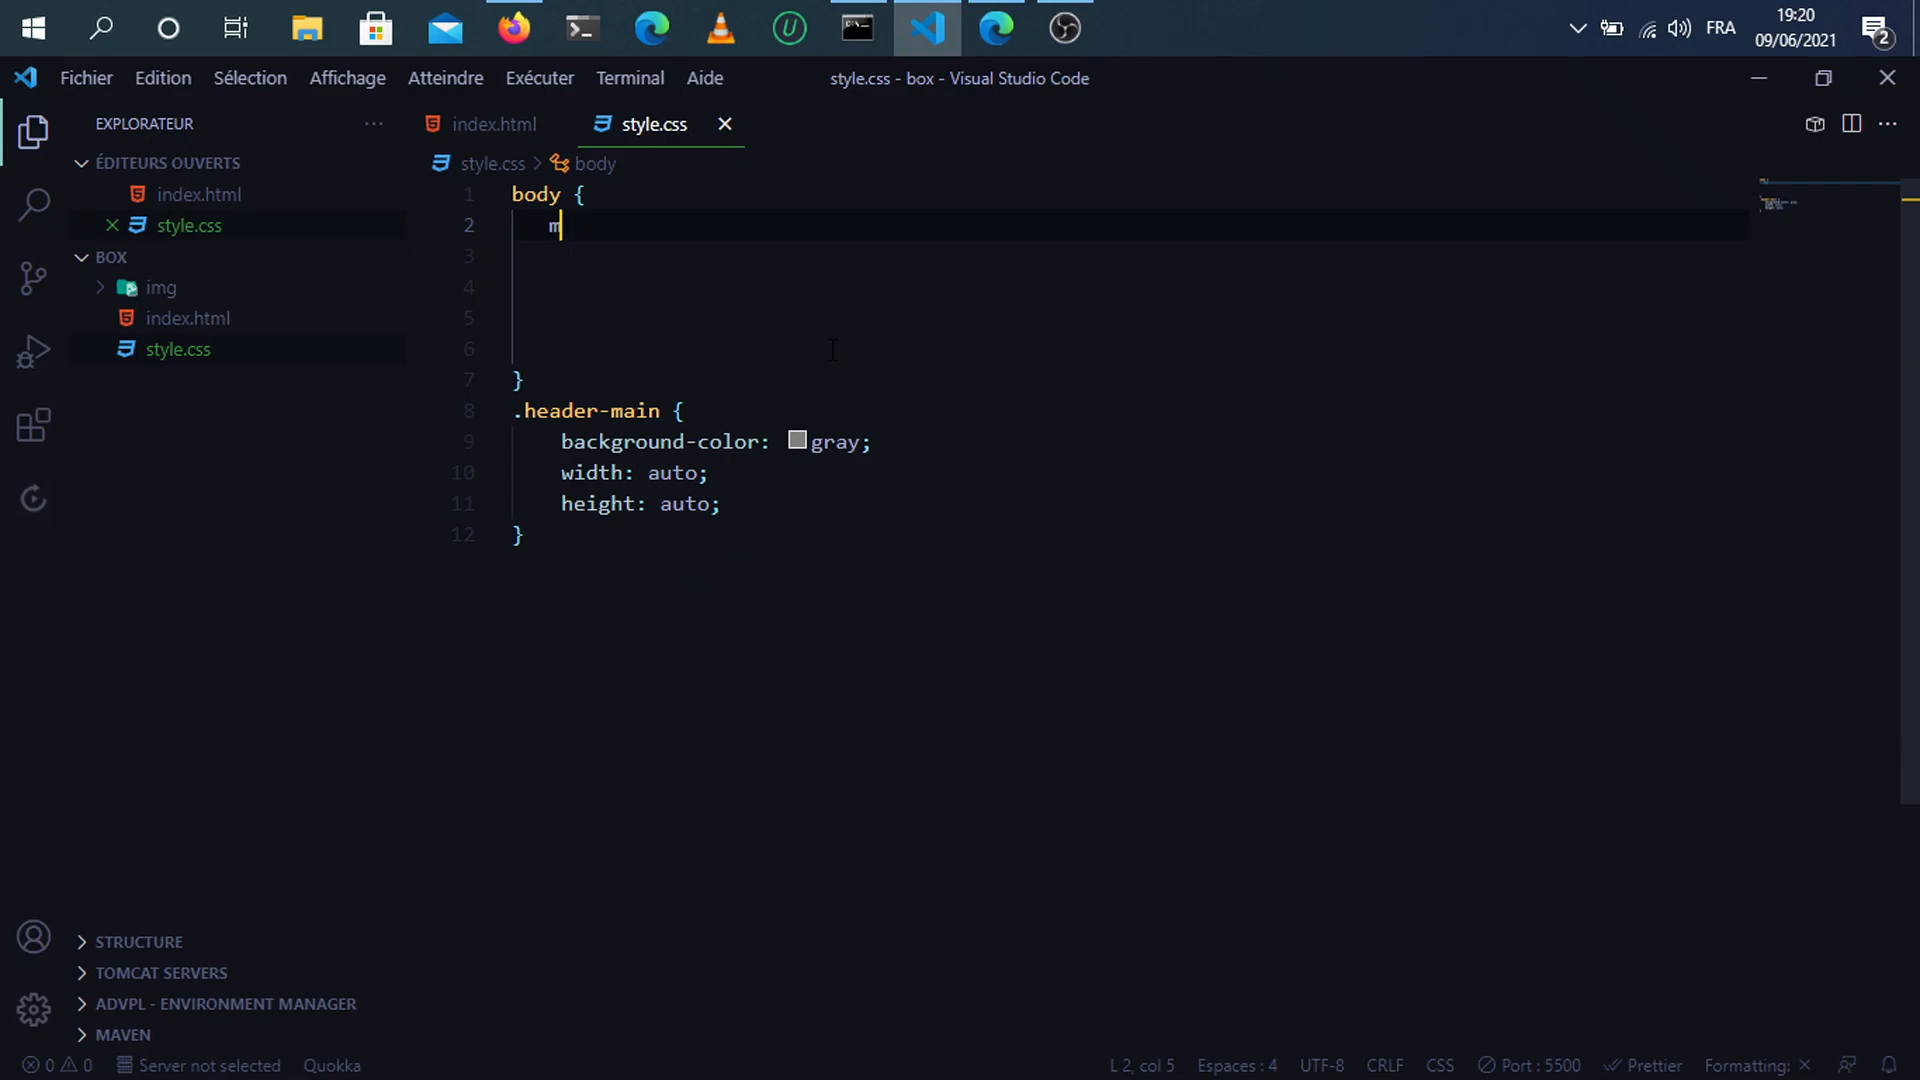 FRA
19:20
09/06/2021
2
Fichier Edition Sélection Affichage Atteindre Exécuter Terminal Aide
style.css - box - Visual Studio Code
EXPLORATEUR
index.html
style.css
ÉDITEURS OUVERTS
style.css > body
index.html
style.css
BOX
img
index.html
style.css
1 body {
2 m
3
4
5
6
7 }
8 .header-main {
9 background-color: gray;
10 width: auto;
11 height: auto;
12 }
STRUCTURE
TOMCAT SERVERS
ADVPL - ENVIRONMENT MANAGER
MAVEN
0 0 Server not selected Quokka
L 2, col 5 Espaces : 4 UTF-8 CRLF CSS Port : 5500 Prettier Formatting: ×